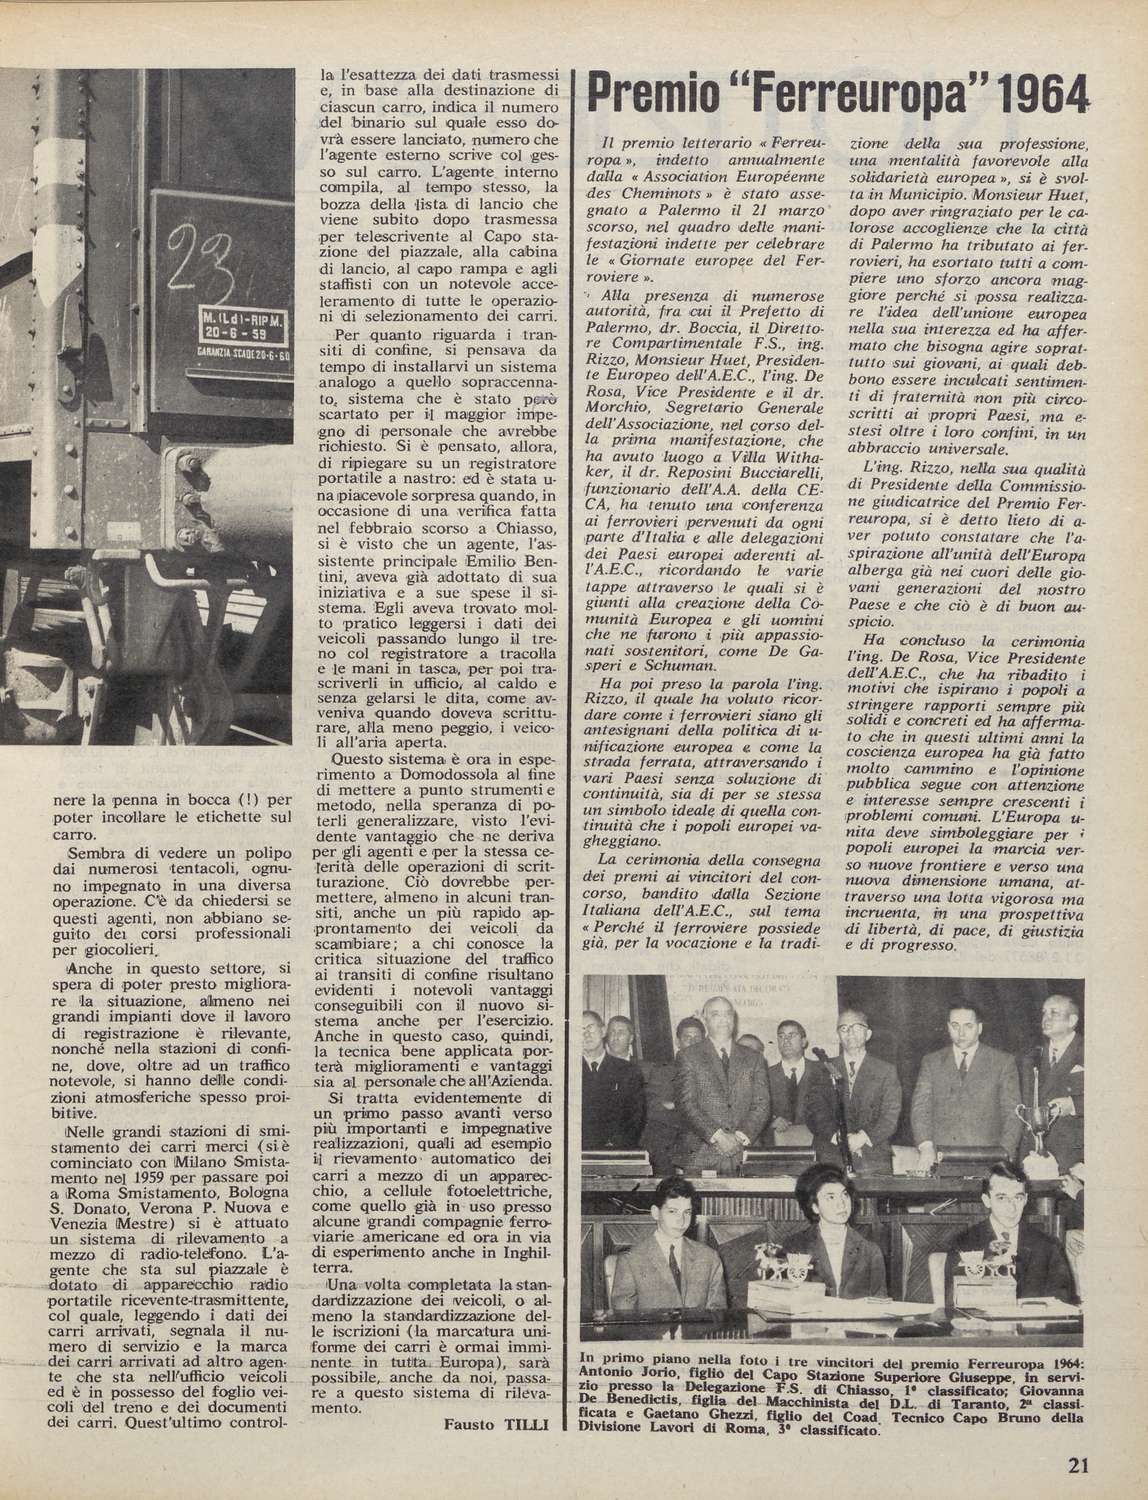 23
M.(Ld)-RIP M.
20-6-59
GARANZIA SCADE 20-6-60
nere la penna in bocca (!) per
poter incollare le etichette sul
carro.
Sembra di vedere un polipo
dai numerosi tentacoli, ognu-
no impegnato in una diversa
operazione. C'è da chiedersi se
questi agenti, non abbiano se-
guito dei corsi professionali
per giocolieri.
Anche in questo settore, si
spera di poter presto migliora-
re la situazione, almeno nei
grandi impianti dove il lavoro
di registrazione è rilevante,
nonché nella stazioni di confi-
ne, dove, oltre ad un traffico
notevole, si hanno delle condi-
zioni atmosferiche spesso proi-
bitive.
Nelle grandi stazioni di smi-
stamento dei carri merci (si è
cominciato con Milano Smista-
mento nel 1959 per passare poi
a Roma Smistamento, Bologna
S. Donato, Verona P. Nuova e
Venezia Mestre) si è attuato
un sistema di rilevamento a
mezzo di radio-telefono. L'a-
gente che sta sul piazzale è
dotato di apparecchio radio
portatile ricevente-trasmittente,
col quale, leggendo i dati dei
carri arrivati, segnala il nu-
mero di servizio e la marca
dei carri arrivati ad altro agen-
te che sta nell'ufficio veicoli
ed è in possesso del foglio vei-
coli del treno e dei documenti
dei carri. Quest'ultimo control-
la l'esattezza dei dati trasmessi
e, in base alla destinazione di
ciascun carro, indica il numero
del binario sul quale esso do-
vrà essere lanciato, numero che
l'agente esterno scrive col ges-
so sul carro. L'agente interno
compila, al tempo stesso, la
bozza della lista di lancio che
viene subito dopo trasmessa
per telescrivente al Capo sta-
zione del piazzale, alla cabina
di lancio, al capo rampa e agli
staffisti con un notevole acce-
leramento di tutte le operazio-
ni di selezionamento dei carri.
Per quanto riguarda i tran-
siti di confine, si pensava da
tempo di installarvi un sistema
analogo a quello sopraccenna-
to, sistema che è stato però
scartato per il maggior impe-
gno di personale che avrebbe
richiesto. Si è pensato, allora,
di ripiegare su un registratore
portatile a nastro: ed è stata u-
na piacevole sorpresa quando, in
occasione di una verifica fatta
nel febbraio scorso a Chiasso,
si è visto che un agente, l'as-
sistente principale Emilio Ben-
tini, aveva già adottato di sua
iniziativa e a sue spese il si-
stema. Egli aveva trovato mol-
to pratico leggersi i dati dei
veicoli passando lungo il tre-
no col registratore a tracolla
e le mani in tasca, per poi tra-
scriverli in ufficio, al caldo e
senza gelarsi le dita, come av-
veniva quando doveva scrittu-
rare, alla meno peggio, i veico-
li all'aria aperta.
Questo sistema è ora in espe-
rimento a Domodossola al fine
di mettere a punto strumenti e
metodo, nella speranza di po-
terli generalizzare, visto l'evi-
dente vantaggio che ne deriva
per gli agenti e per la stessa ce-
lerità delle operazioni di scrit-
turazione. Ciò dovrebbe per-
mettere, almeno in alcuni tran-
siti, anche un più rapido ap-
prontamento dei veicoli da
scambiare; a chi conosce la
critica situazione del traffico
ai transiti di confine risultano
evidenti i notevoli vantaggi
conseguibili con il nuovo si-
stema anche per l'esercizio.
Anche in questo caso, quindi,
la tecnica bene applicata por-
terà miglioramenti e vantaggi
sia al personale che all'Azienda.
Si tratta evidentemente di
un primo passo avanti verso
più importanti e impegnative
realizzazioni, quali ad esempio
il rievamento automatico dei
carri a mezzo di un apparec-
chio, a cellule fotoelettriche,
come quello già in uso presso
alcune grandi compagnie ferro-
viarie americane ed ora in via
di esperimento anche in Inghil-
terra.
Una volta completata la stan-
dardizzazione dei veicoli, o al-
meno la standardizzazione del-
le iscrizioni (la marcatura uni-
forme dei carri è ormai immi-
nente in tutta Europa), sarà
possibile, anche da noi, passa-
re a questo sistema di rileva-
mento.
Fausto TILLI
Premio "Ferreuropa" 1964
Il premio letterario « Ferreu-
ropa », indetto annualmente
dalla « Association Européenne
des Cheminots » è stato asse-
gnato a Palermo il 21 marzo
scorso, nel quadro delle mani-
festazioni indette per celebrare
le « Giornate europee del Fer-
roviere ».
Alla presenza di numerose
autorità, fra cui il Prefetto di
Palermo, dr. Boccia, il Diretto-
re Compartimentale F.S., ing.
Rizzo, Monsieur Huet, Presiden-
te Europeo dell'A.E.C., l'ing. De
Rosa, Vice Presidente e il dr.
Morchio, Segretario Generale
dell'Associazione, nel corso del-
la prima manifestazione, che
ha avuto luogo a Villa Witha-
ker, il dr. Reposini Bucciarelli,
funzionario dell'A.A. della CE-
CA, ha tenuto una conferenza
ai ferrovieri pervenuti da ogni
parte d'Italia e alle delegazioni
dei Paesi europei aderenti al-
l'A.E.C., ricordando le varie
tappe attraverso le quali si è
giunti alla creazione della Co-
munità Europea e gli uomini
che ne furono i più appassio-
nati sostenitori, come De Ga-
speri e Schuman.
Ha poi preso la parola l'ing.
Rizzo, il quale ha voluto ricor-
dare come i ferrovieri siano gli
antesignani della politica di u-
nificazione europea e come la
strada ferrata, attraversando i
vari Paesi senza soluzione di
continuità, sia di per se stessa
un simbolo ideale di quella con-
tinuità che i popoli europei va-
gheggiano.
La cerimonia della consegna
dei premi ai vincitori del con-
corso, bandito dalla Sezione
Italiana dell'A.E.C., sul tema
« Perché il ferroviere possiede
già, per la vocazione e la tradi-
zione della sua professione,
una mentalità favorevole alla
solidarietà europea », si è svol-
ta in Municipio. Monsieur Huet,
dopo aver ringraziato per le ca-
lorose accoglienze che la città
di Palermo ha tributato ai fer-
rovieri, ha esortato tutti a com-
piere uno sforzo ancora mag-
giore perché si possa realizza-
re l'idea dell'unione europea
nella sua interezza ed ha affer-
mato che bisogna agire soprat-
tutto sui giovani, ai quali deb-
bono essere inculcati sentimen-
ti di fraternità non più circo-
scritti ai propri Paesi, ma e-
stesi oltre i loro confini, in un
abbraccio universale.
L'ing. Rizzo, nella sua qualità
di Presidente della Commissio-
ne giudicatrice del Premio Fer-
reuropa, si è detto lieto di a-
ver potuto constatare che l'a-
spirazione all'unità dell'Europa
alberga già nei cuori delle gio-
vani generazioni del nostro
Paese e che ciò è di buon au-
spicio.
Ha concluso la cerimonia
l'ing. De Rosa, Vice Presidente
dell'A.E.C., che ha ribadito i
motivi che ispirano i popoli a
stringere rapporti sempre più
solidi e concreti ed ha afferma-
to che in questi ultimi anni la
coscienza europea ha già fatto
molto cammino e l'opinione
pubblica segue con attenzione
e interesse sempre crescenti i
problemi comuni. L'Europa u-
nita deve simboleggiare per i
popoli europei la marcia ver-
so nuove frontiere e verso una
nuova dimensione umana, at-
traverso una lotta vigorosa ma
incruenta, in una prospettiva
di libertà, di pace, di giustizia
e di progresso.
In primo piano nella foto i tre vincitori del premio Ferreuropa 1964:
Antonio Jorio, figlio del Capo Stazione Superiore Giuseppe, in servi-
zio presso la Delegazione F.S. di Chiasso, 1° classificato; Giovanna
De Benedictis, figlia del Macchinista del D.L. di Taranto, 2ª classi-
ficata e Gaetano Ghezzi, figlio del Coad. Tecnico Capo Bruno della
Divisione Lavori di Roma, 3° classificato.
21